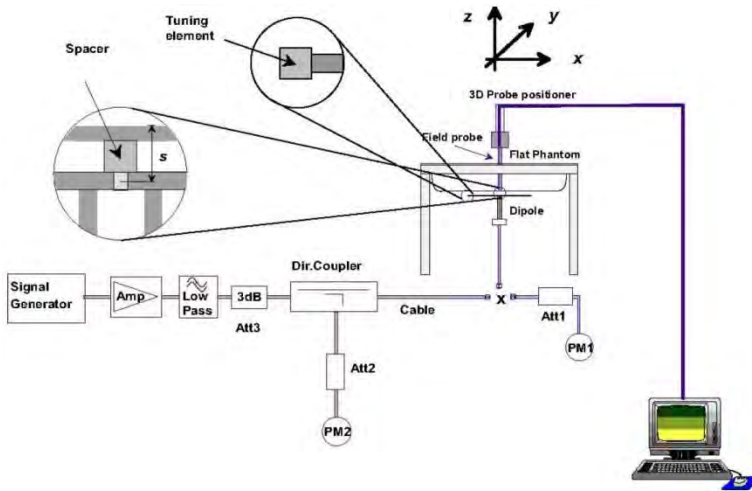 Tuning
element
Spacer
s
z
y
x
3D Probe positioner
Field probe
Flat Phantom
Dipole
Signal
Generator
Amp
Low
Pass
3dB
Att3
Dir.Coupler
Cable
x
Att1
PM1
Att2
PM2